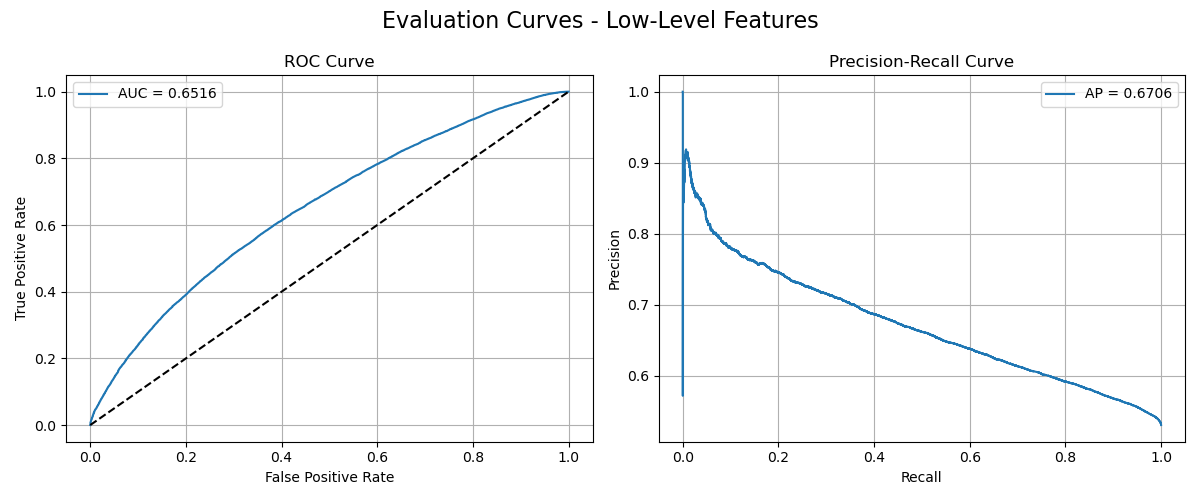 Evaluation Curves - Low-Level Features
ROC Curve
AUC = 0.6516
1.0
0.8
0.6
0.4
0.2
0.0
True Positive Rate
0.0 0.2 0.4 0.6 0.8 1.0
False Positive Rate
Precision-Recall Curve
AP = 0.6706
1.0
0.9
0.8
0.7
0.6
Precision
0.0 0.2 0.4 0.6 0.8 1.0
Recall